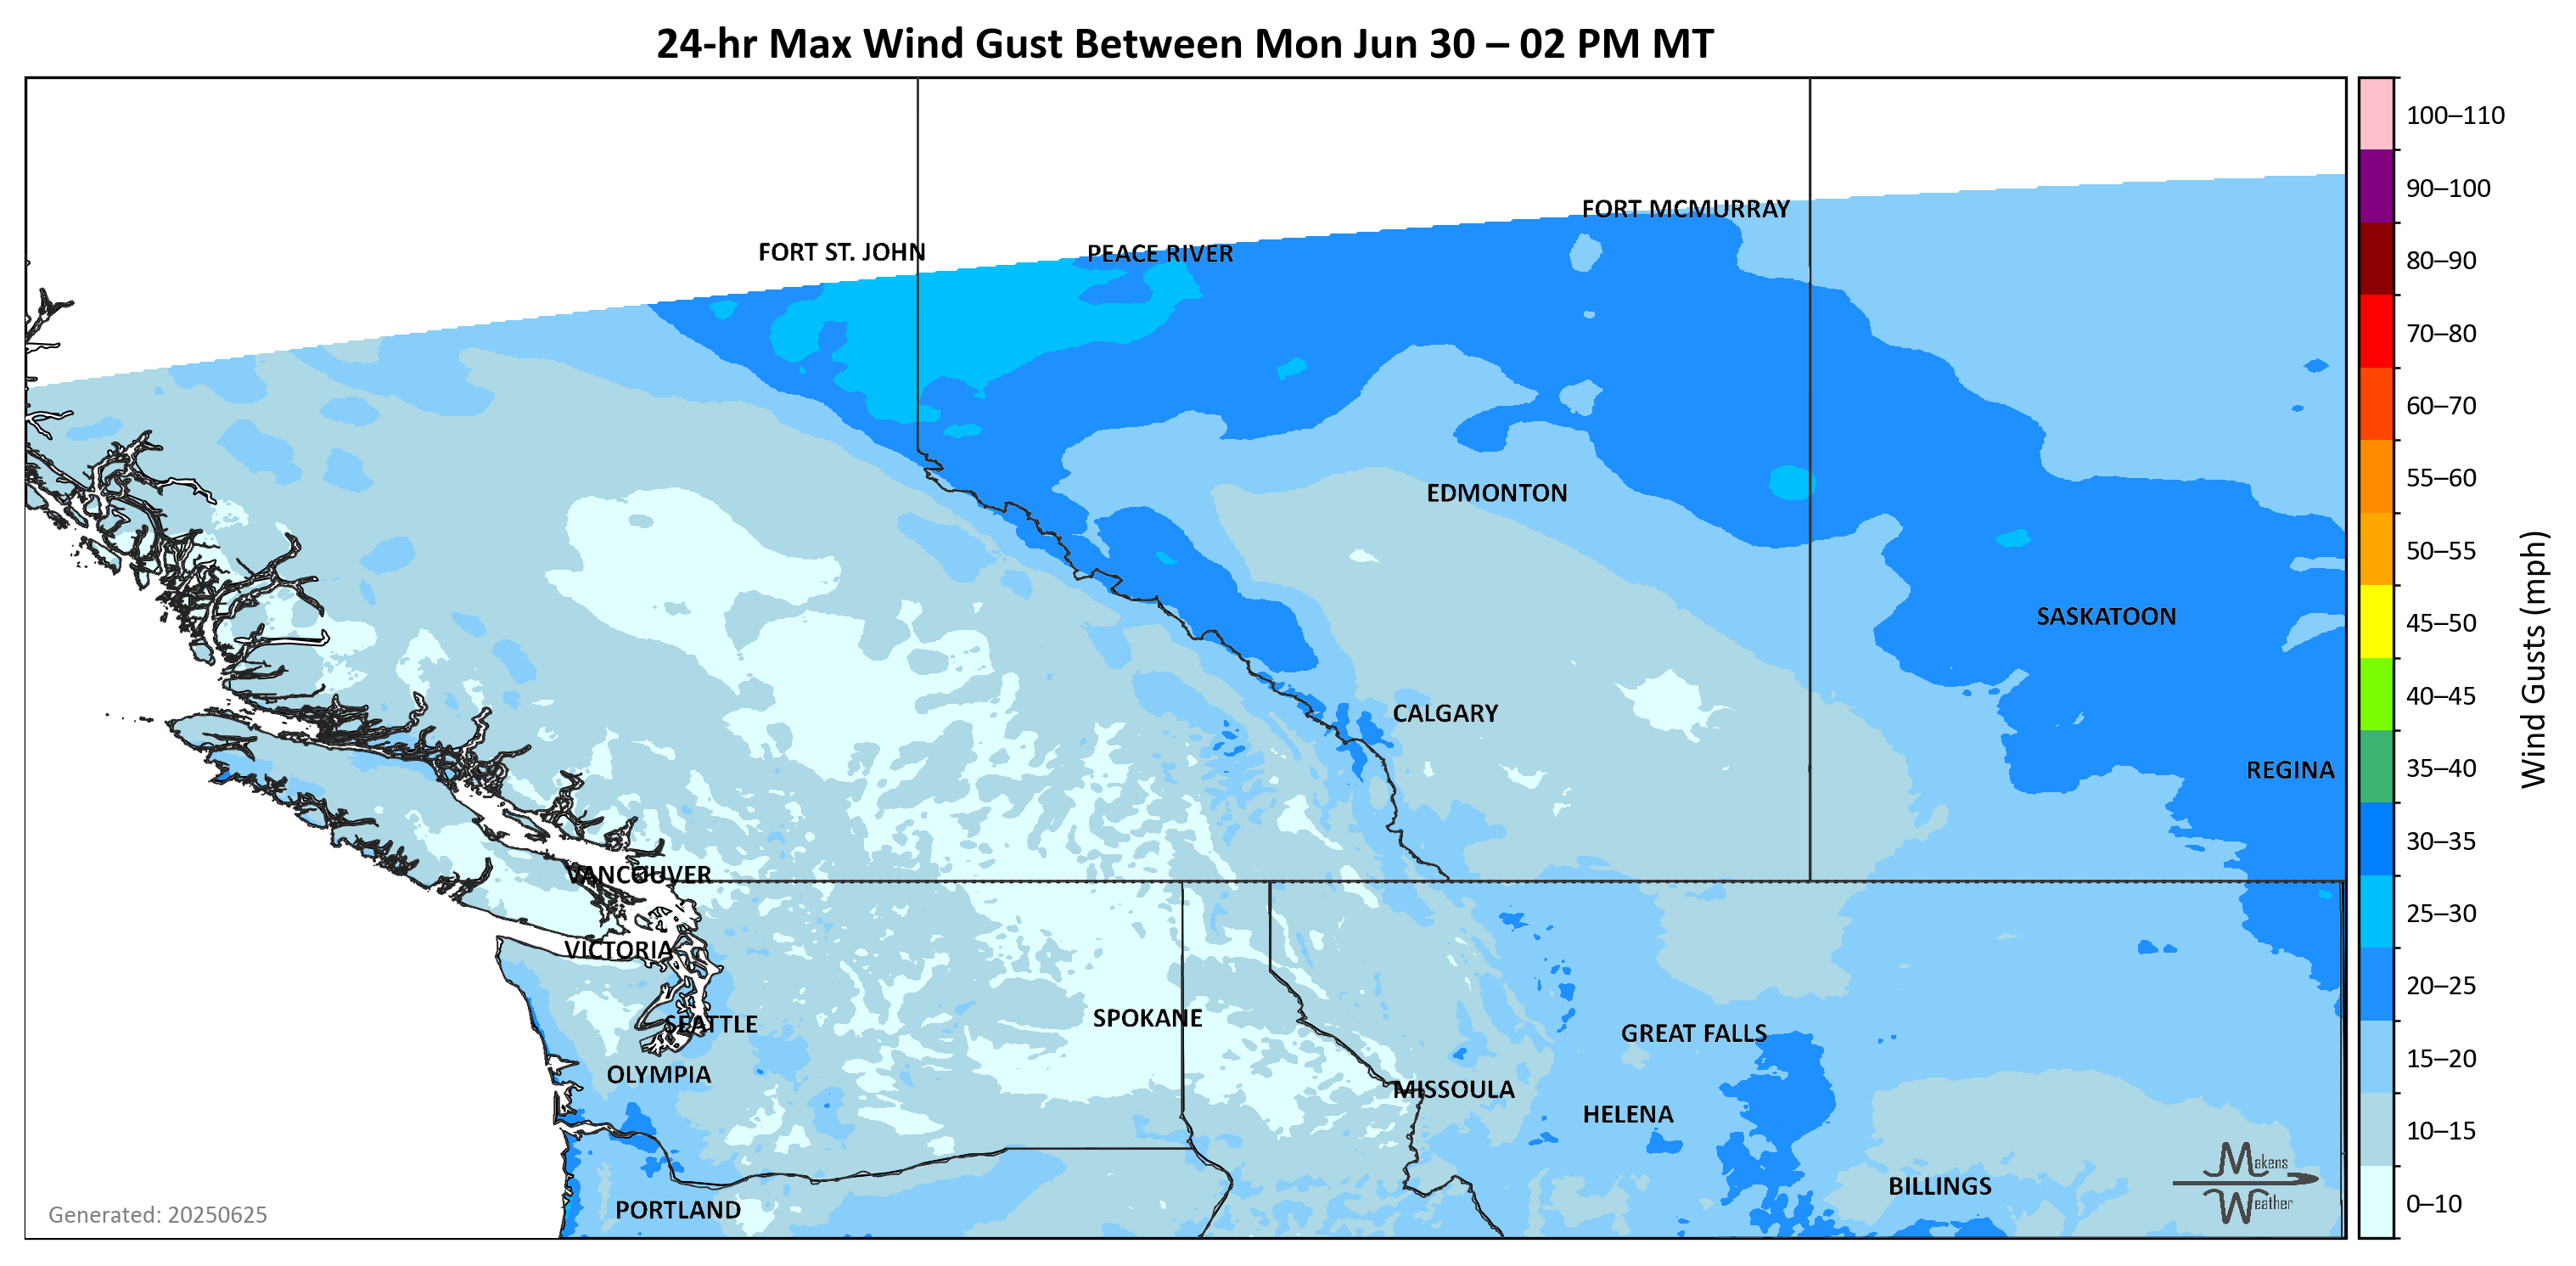 24-hr Max Wind Gust Between Mon Jun 30 – 02 PM MT
FORT MCMURRAY
FORT ST. JOHN
PEACE RIVER
EDMONTON
SASKATOON
CALGARY
REGINA
VANCOUVER
VICTORIA
SEATTLE
SPOKANE
GREAT FALLS
OLYMPIA
MISSOULA
HELENA
PORTLAND
BILLINGS
Makens
Weather
Generated: 20250625
100–110
90–100
80–90
70–80
60–70
55–60
50–55
45–50
40–45
35–40
30–35
25–30
20–25
15–20
10–15
0–10
Wind Gusts (mph)